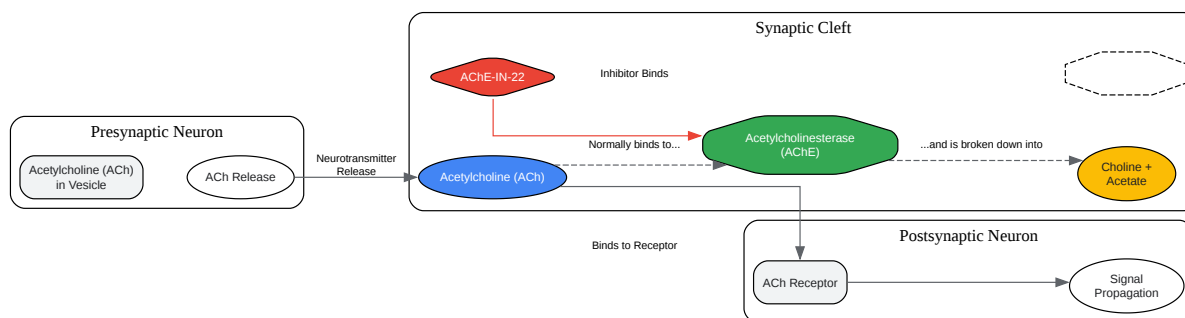 Synaptic Cleft
AChE-IN-22
Inhibitor Binds
Presynaptic Neuron
Acetylcholine (ACh)
in Vesicle
ACh Release
Neurotransmitter
Release
Acetylcholine (ACh)
Normally binds to...
Acetylcholinesterase
(AChE)
...and is broken down into
Choline +
Acetate
Binds to Receptor
Postsynaptic Neuron
ACh Receptor
Signal
Propagation